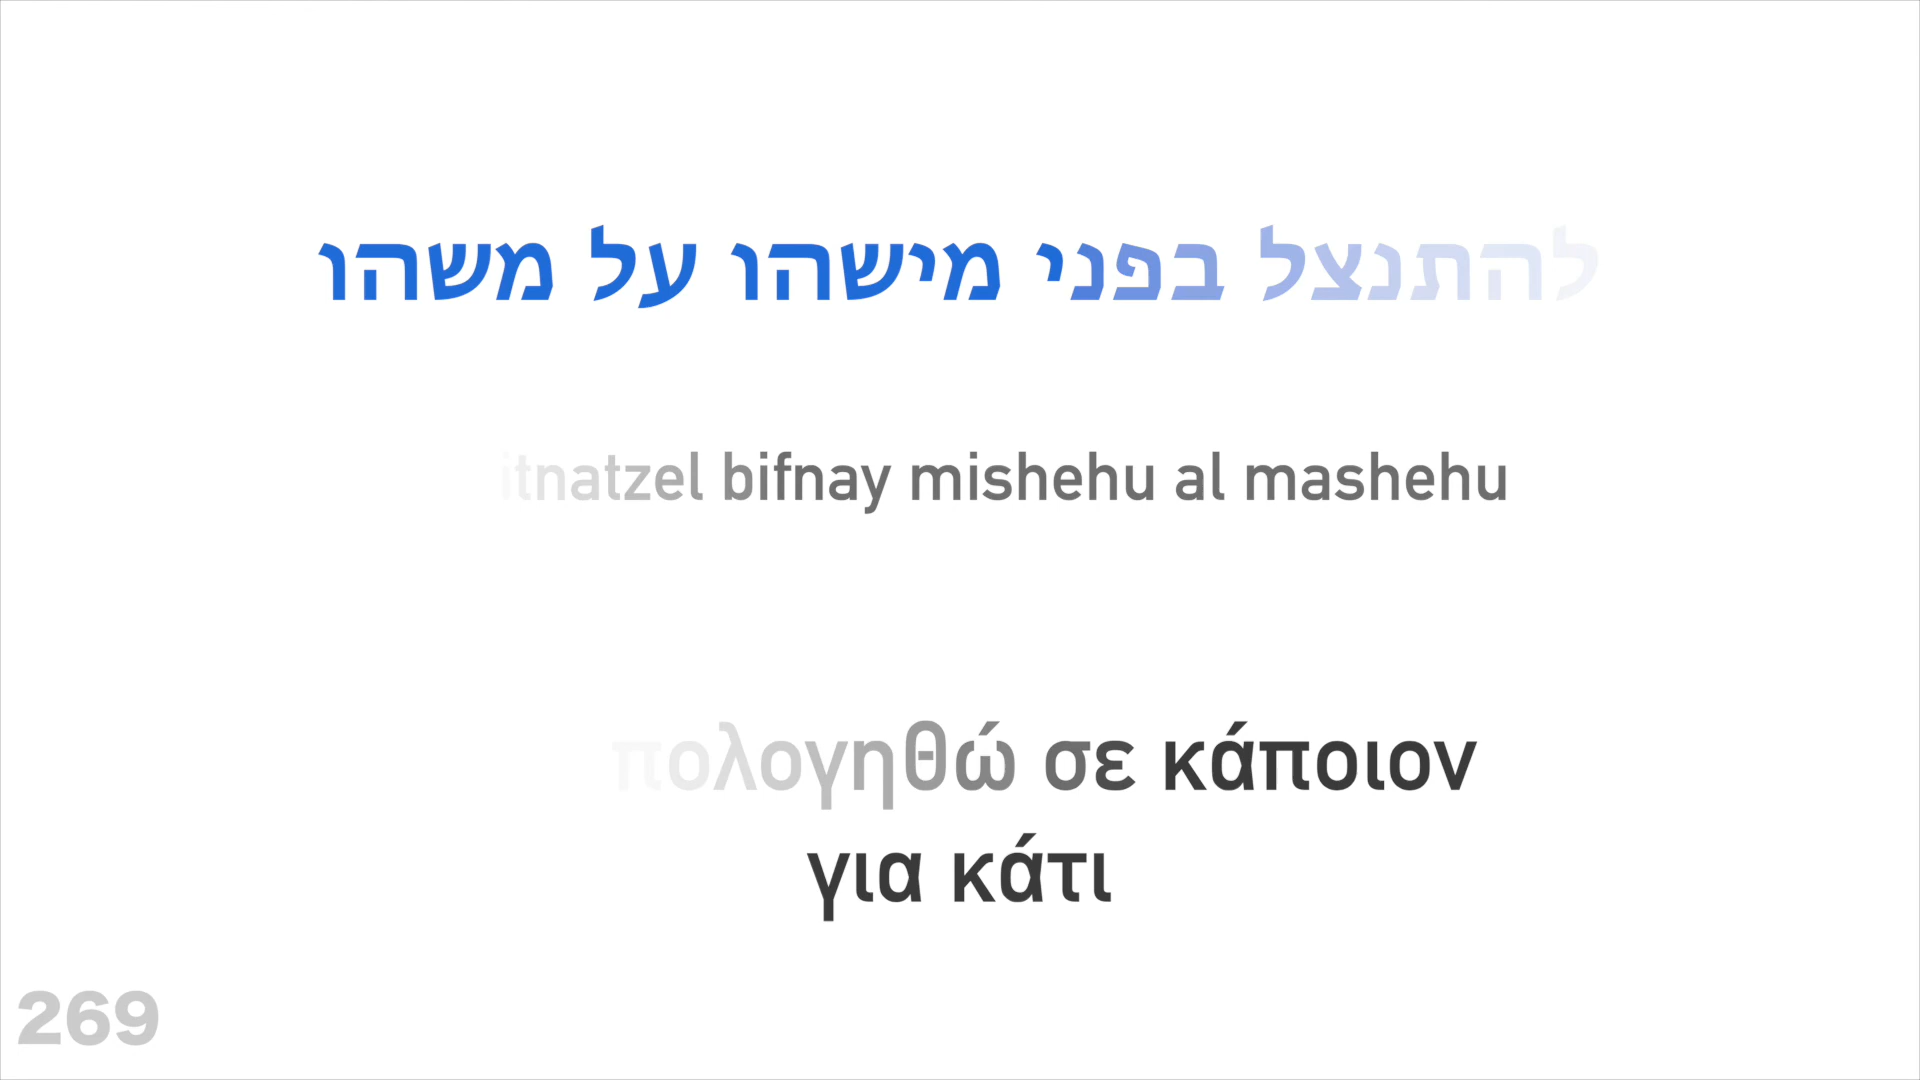 להתנצל בפני מישהו על משהו
itnatzel bifnay mishehu al mashehu
πολογηθώ σε κάποιον
για κάτι
269